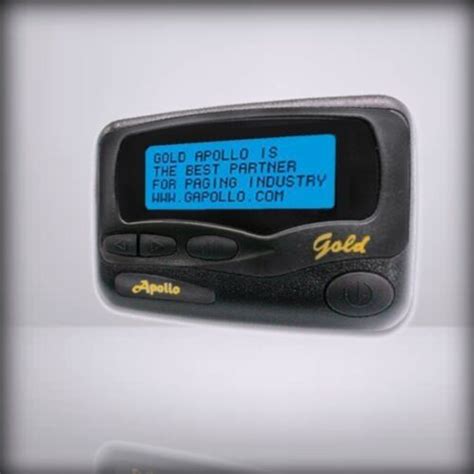 GOLD APOLLO IS
THE BEST PARTNER
FOR PAGING INDUSTRY
WWW.GAPOLLO.COM
Gold
Apollo